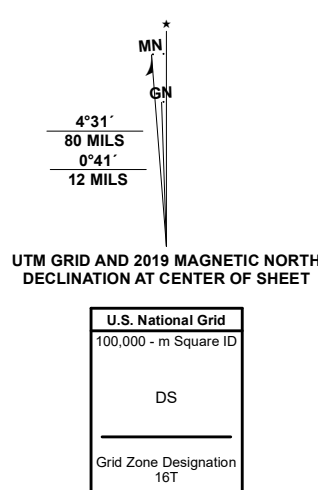 MN
GN
4°31´
80 MILS
0°41´
12 MILS
UTM GRID AND 2019 MAGNETIC NORTH
DECLINATION AT CENTER OF SHEET
U.S. National Grid
100,000 - m Square ID
DS
Grid Zone Designation
16T